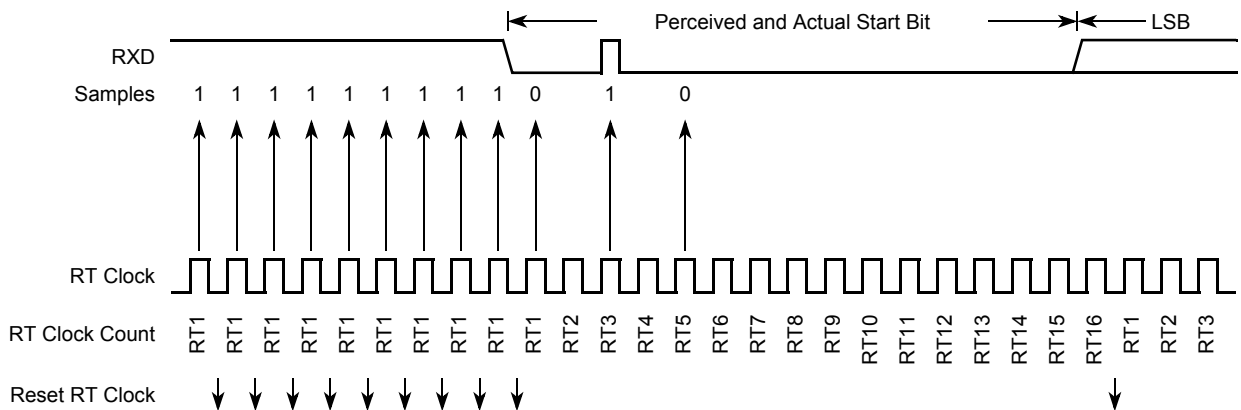 Perceived and Actual Start Bit LSB
RXD
Samples 1 1 1 1 1 1 1 1 1 0 1 0
RT Clock
RT Clock Count RT1 RT1 RT1 RT1 RT1 RT1 RT1 RT1 RT1 RT1 RT2 RT3 RT4 RT5 RT6 RT7 RT8 RT9 RT10 RT11 RT12 RT13 RT14 RT15 RT16 RT1 RT2 RT3
Reset RT Clock